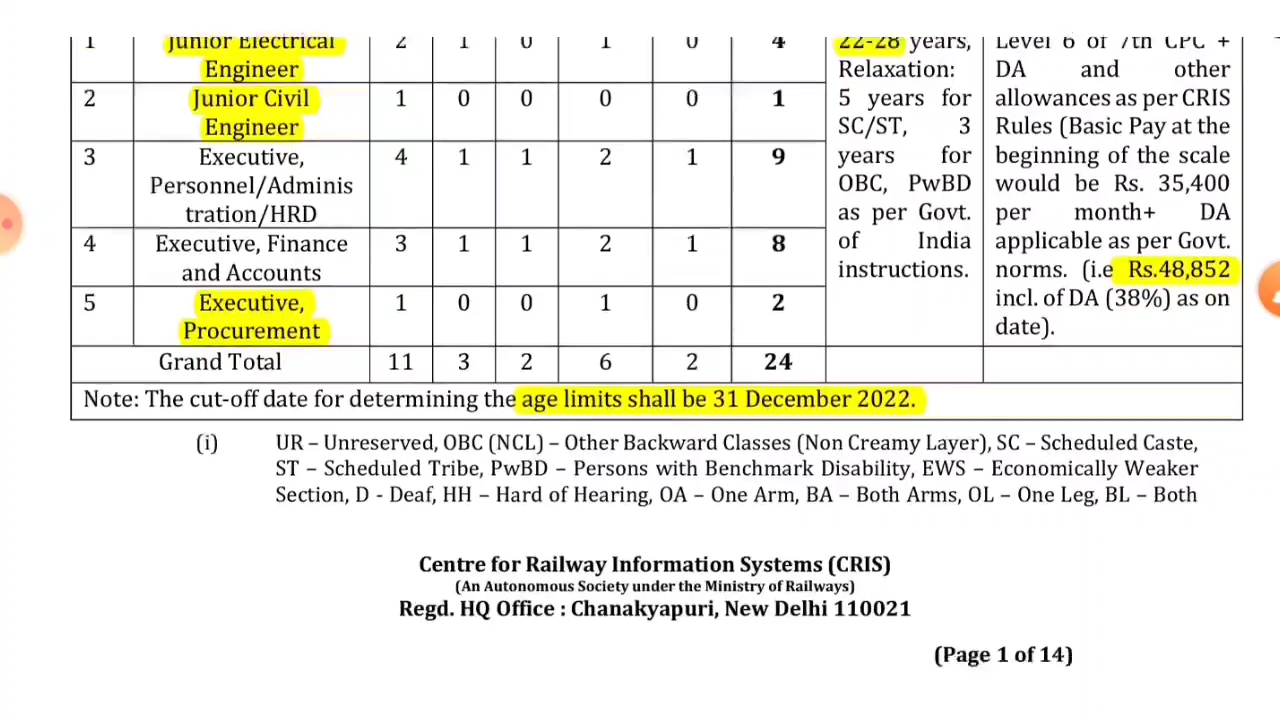 1 Junior Electrical Engineer 2 1 0 1 0 4
2 Junior Civil Engineer 1 0 0 0 0 1
3 Executive, Personnel/Adminis tration/HRD 4 1 1 2 1 9
4 Executive, Finance and Accounts 3 1 1 2 1 8
5 Executive, Procurement 1 0 0 1 0 2
Grand Total 11 3 2 6 2 24
22-28 years,
Relaxation:
5 years for
SC/ST, 3
years for
OBC, PwBD
as per Govt.
of India
instructions.
Level 6 of 7th CPC +
DA and other
allowances as per CRIS
Rules (Basic Pay at the
beginning of the scale
would be Rs. 35,400
per month+ DA
applicable as per Govt.
norms. (i.e Rs.48,852
incl. of DA (38%) as on
date).
Note: The cut-off date for determining the age limits shall be 31 December 2022.
(i) UR – Unreserved, OBC (NCL) – Other Backward Classes (Non Creamy Layer), SC – Scheduled Caste,
ST – Scheduled Tribe, PwBD – Persons with Benchmark Disability, EWS – Economically Weaker
Section, D - Deaf, HH – Hard of Hearing, OA – One Arm, BA – Both Arms, OL – One Leg, BL – Both
Centre for Railway Information Systems (CRIS)
(An Autonomous Society under the Ministry of Railways)
Regd. HQ Office : Chanakyapuri, New Delhi 110021
(Page 1 of 14)